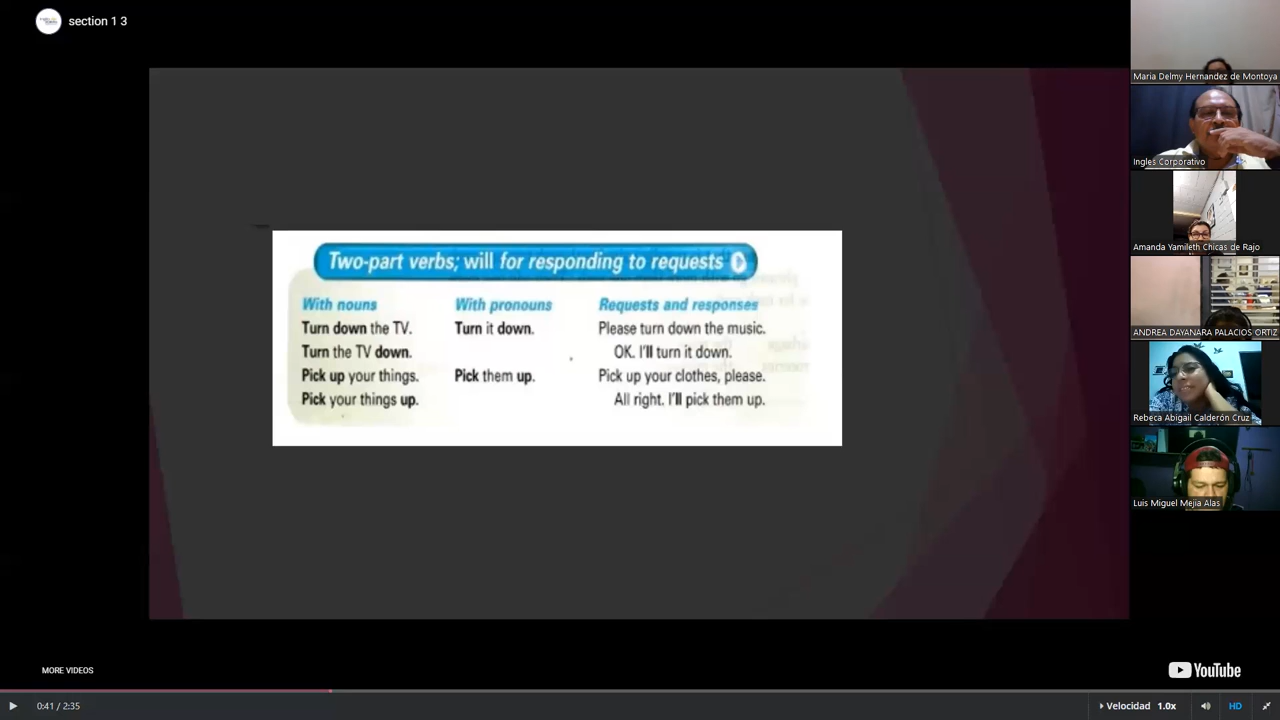 section 1 3
Two-part verbs; will for responding to requests
With nouns
Turn down the TV.
Turn the TV down.
Pick up your things.
Pick your things up.
With pronouns
Turn it down.
Pick them up.
Requests and responses
Please turn down the music.
OK. I'll turn it down.
Pick up your clothes, please.
All right. I'll pick them up.
Maria Delmy Hernandez de Montoya
Ingles Corporativo
Amanda Yamileth Chicas de Rajo
ANDREA DAYANARA PALACIOS ORTIZ
Rebeca Abigail Calderón Cruz
Luis Miguel Mejia Alas
MORE VIDEOS
YouTube
0:41 / 2:35
Velocidad 1.0x
HD